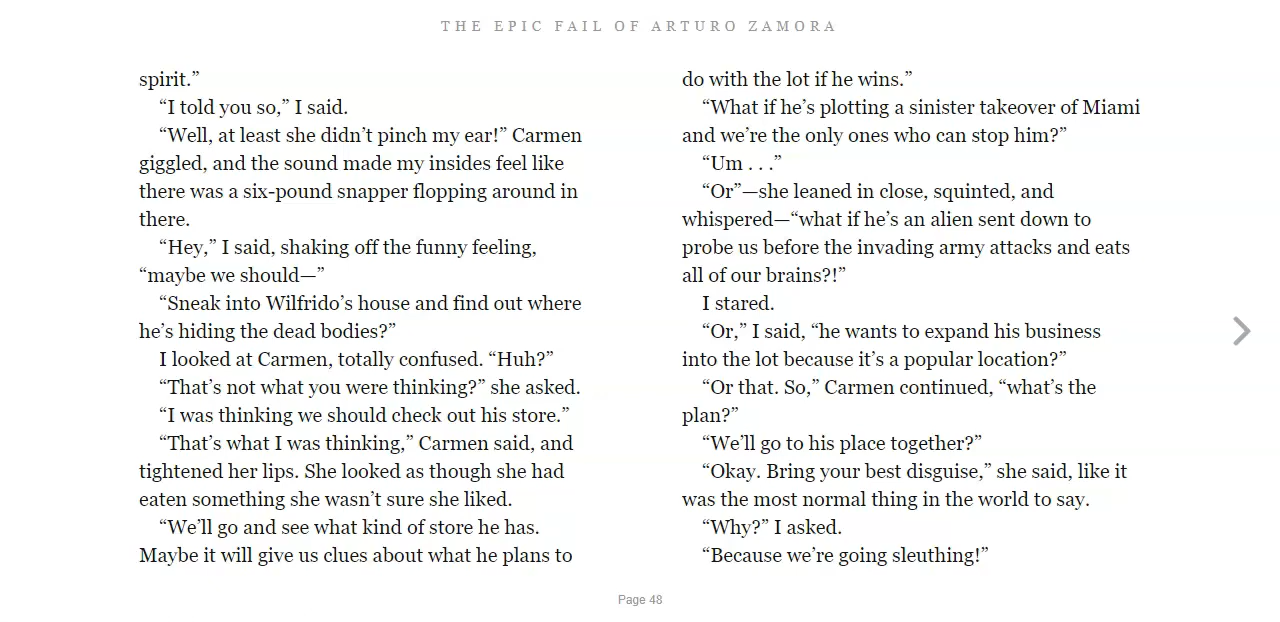 THE EPIC FAIL OF ARTURO ZAMORA
spirit.”
“I told you so,” I said.
“Well, at least she didn’t pinch my ear!” Carmen
giggled, and the sound made my insides feel like
there was a six-pound snapper flopping around in
there.
“Hey,” I said, shaking off the funny feeling,
“maybe we should—”
“Sneak into Wilfrido’s house and find out where
he’s hiding the dead bodies?”
I looked at Carmen, totally confused. “Huh?”
“That’s not what you were thinking?” she asked.
“I was thinking we should check out his store.”
“That’s what I was thinking,” Carmen said, and
tightened her lips. She looked as though she had
eaten something she wasn’t sure she liked.
“We’ll go and see what kind of store he has.
Maybe it will give us clues about what he plans to
do with the lot if he wins.”
“What if he’s plotting a sinister takeover of Miami
and we’re the only ones who can stop him?”
“Um . . .”
“Or”—she leaned in close, squinted, and
whispered—“what if he’s an alien sent down to
probe us before the invading army attacks and eats
all of our brains?!”
I stared.
“Or,” I said, “he wants to expand his business
into the lot because it’s a popular location?”
“Or that. So,” Carmen continued, “what’s the
plan?”
“We’ll go to his place together?”
“Okay. Bring your best disguise,” she said, like it
was the most normal thing in the world to say.
“Why?” I asked.
“Because we’re going sleuthing!”
Page 48